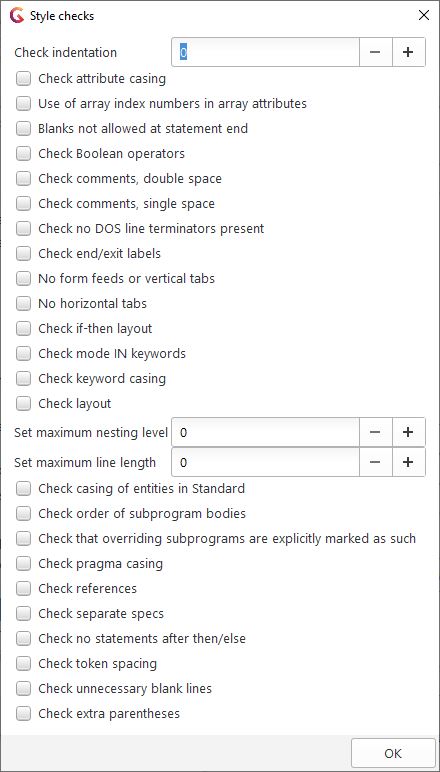 Style checks
Check indentation 0
Check attribute casing
Use of array index numbers in array attributes
Blanks not allowed at statement end
Check Boolean operators
Check comments, double space
Check comments, single space
Check no DOS line terminators present
Check end/exit labels
No form feeds or vertical tabs
No horizontal tabs
Check if-then layout
Check mode IN keywords
Check keyword casing
Check layout
Set maximum nesting level 0
Set maximum line length 0
Check casing of entities in Standard
Check order of subprogram bodies
Check that overriding subprograms are explicitly marked as such
Check pragma casing
Check references
Check separate specs
Check no statements after then/else
Check token spacing
Check unnecessary blank lines
Check extra parentheses
OK